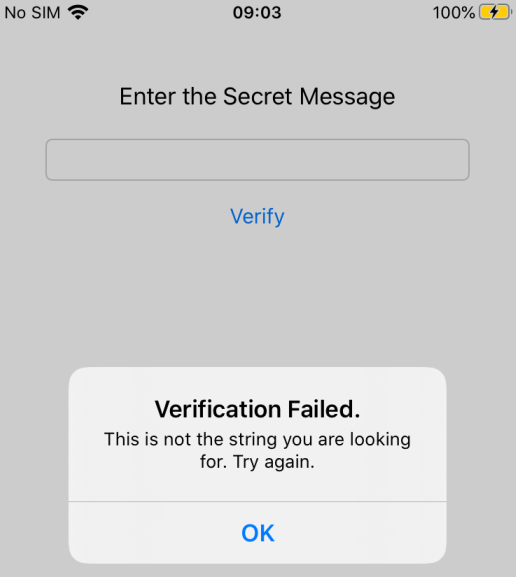 No SIM 09:03 100%
Enter the Secret Message
Verify
Verification Failed.
This is not the string you are looking
for. Try again.
OK